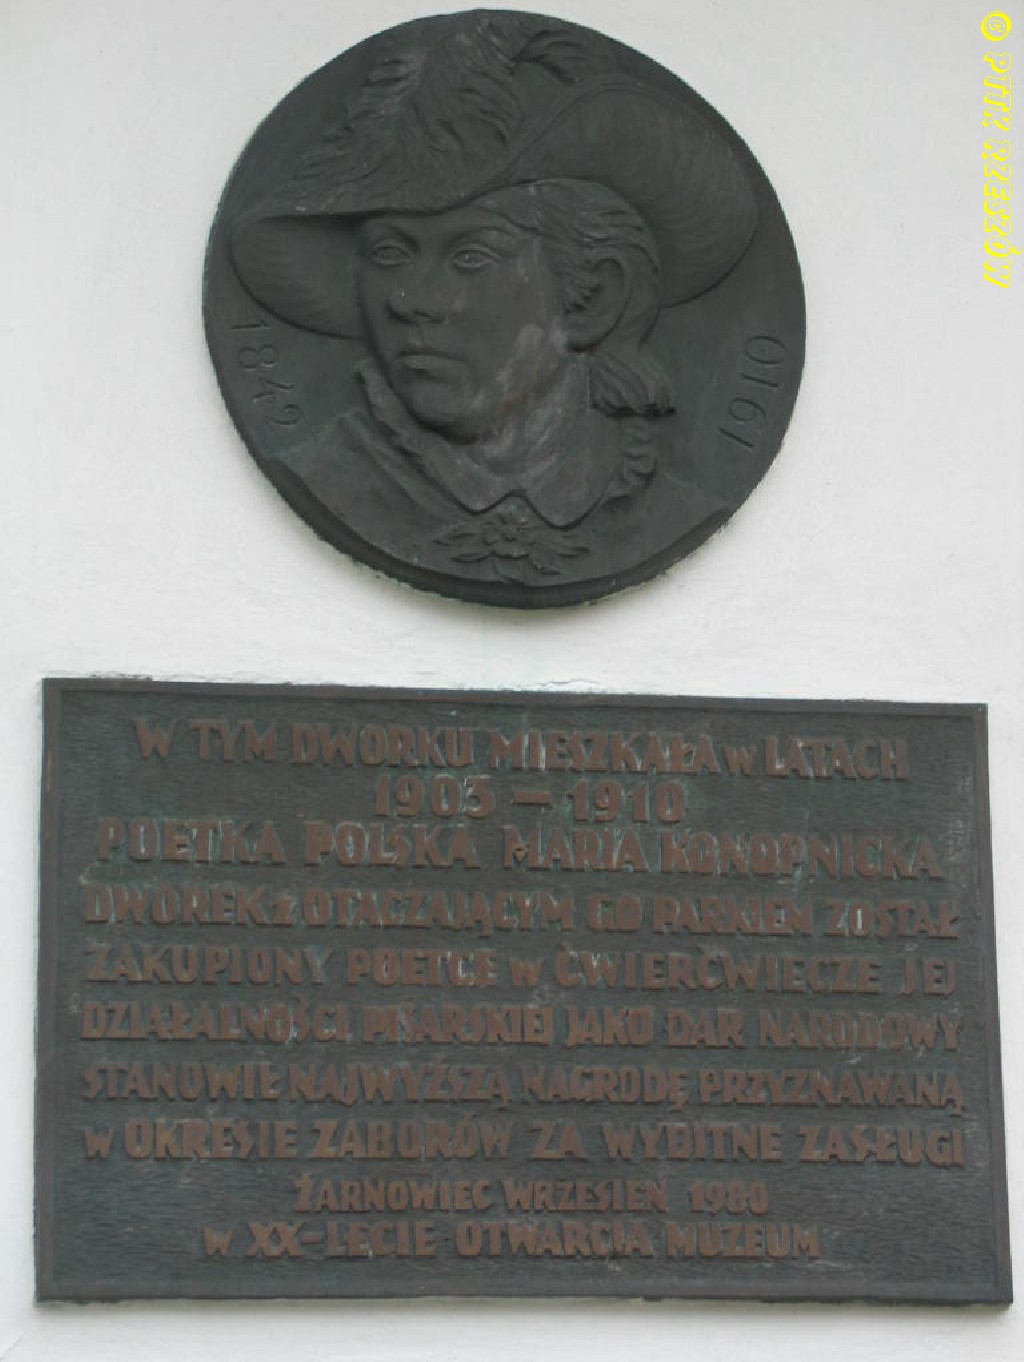 1842
1910
W TYM DWORKU MIESZKAŁA W LATACH
1903 - 1910
POETKA POLSKA MARIA KONOPNICKA
DWOREK Z OTACZAJĄCYM GO PARKIEM ZOSTAŁ
ZAKUPIONY POETCE W ĆWIERĆWIECZE JEJ
DZIAŁALNOŚCI PISARSKIEJ JAKO DAR NARODOWY
STANOWIŁ NAJWYŻSZĄ NAGRODĘ PRZYZNAWANĄ
W OKRESIE ZABORÓW ZA WYBITNE ZASŁUGI
ŻARNOWIEC WRZESIEŃ 1980
W XX-LECIE OTWARCIA MUZEUM
@ PTTK RZESZÓW